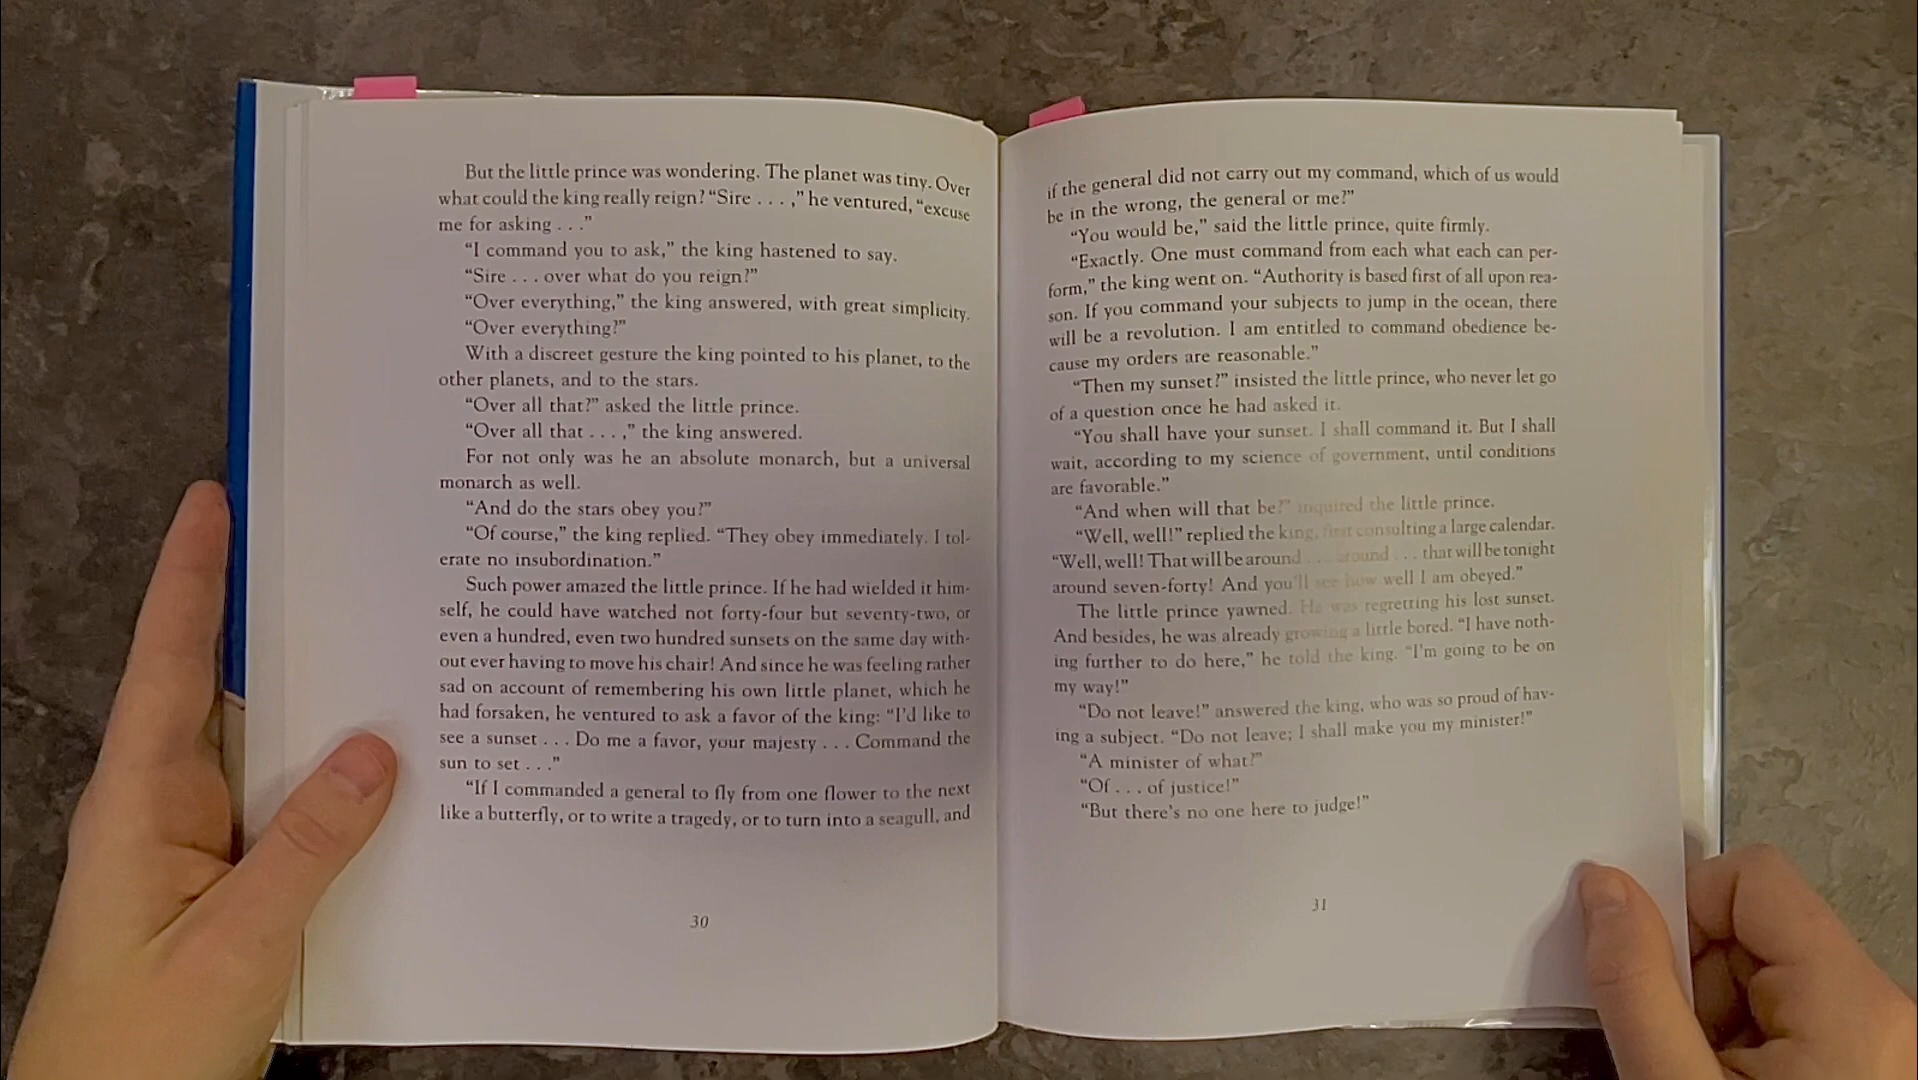 But the little prince was wondering. The planet was tiny. Over
what could the king really reign? “Sire . . . ,” he ventured, “excuse
me for asking . . .”
“I command you to ask,” the king hastened to say.
“Sire . . . over what do you reign?”
“Over everything,” the king answered, with great simplicity.
“Over everything?”
With a discreet gesture the king pointed to his planet, to the
other planets, and to the stars.
“Over all that?” asked the little prince.
“Over all that . . . ,” the king answered.
For not only was he an absolute monarch, but a universal
monarch as well.
“And do the stars obey you?”
“Of course,” the king replied. “They obey immediately. I tol-
erate no insubordination.”
Such power amazed the little prince. If he had wielded it him-
self, he could have watched not forty-four but seventy-two, or
even a hundred, even two hundred sunsets on the same day with-
out ever having to move his chair! And since he was feeling rather
sad on account of remembering his own little planet, which he
had forsaken, he ventured to ask a favor of the king: “I’d like to
see a sunset . . . Do me a favor, your majesty . . . Command the
sun to set . . .”
“If I commanded a general to fly from one flower to the next
like a butterfly, or to write a tragedy, or to turn into a seagull, and
30
if the general did not carry out my command, which of us would
be in the wrong, the general or me?”
“You would be,” said the little prince, quite firmly.
“Exactly. One must command from each what each can per-
form,” the king went on. “Authority is based first of all upon rea-
son. If you command your subjects to jump in the ocean, there
will be a revolution. I am entitled to command obedience be-
cause my orders are reasonable.”
“Then my sunset?” insisted the little prince, who never let go
of a question once he had asked it.
“You shall have your sunset. I shall command it. But I shall
wait, according to my science of government, until conditions
are favorable.”
“And when will that be?” inquired the little prince.
“Well, well!” replied the king, first consulting a large calendar.
“Well, well! That will be around . . . around . . . that will be tonight
around seven-forty! And you’ll see how well I am obeyed.”
The little prince yawned. He was regretting his lost sunset.
And besides, he was already growing a little bored. “I have noth-
ing further to do here,” he told the king. “I’m going to be on
my way!”
“Do not leave!” answered the king, who was so proud of hav-
ing a subject. “Do not leave; I shall make you my minister!”
“A minister of what?”
“Of . . . of justice!”
“But there’s no one here to judge!”
31